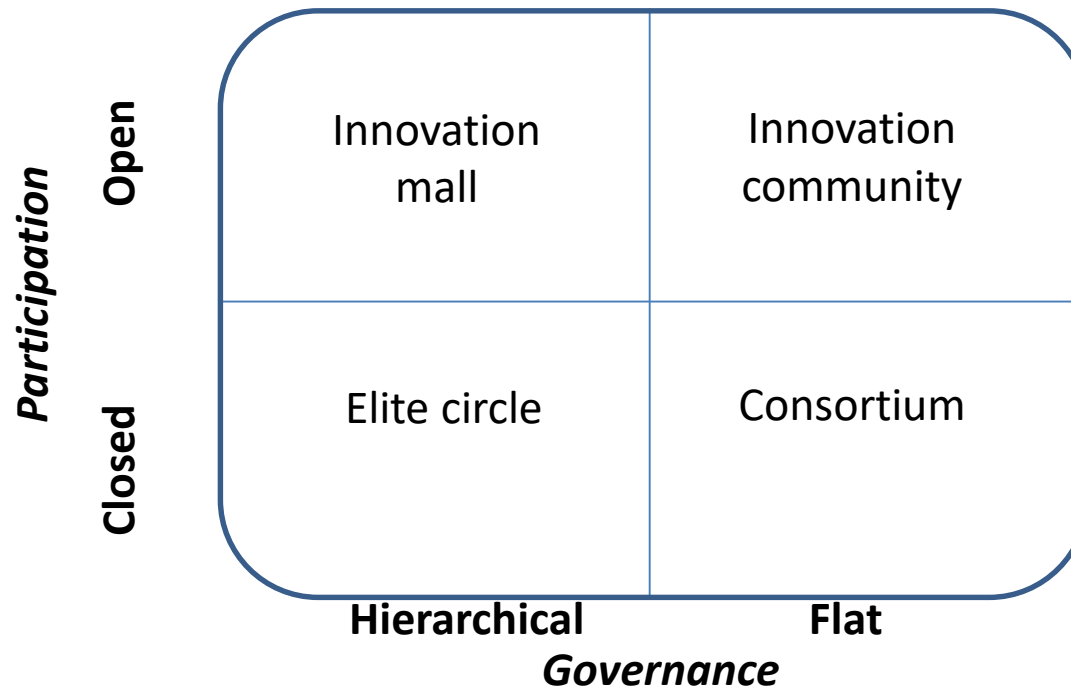 Participation
Open
Innovation
mall
Innovation
community
Closed
Elite circle
Consortium
Hierarchical
Flat
Governance